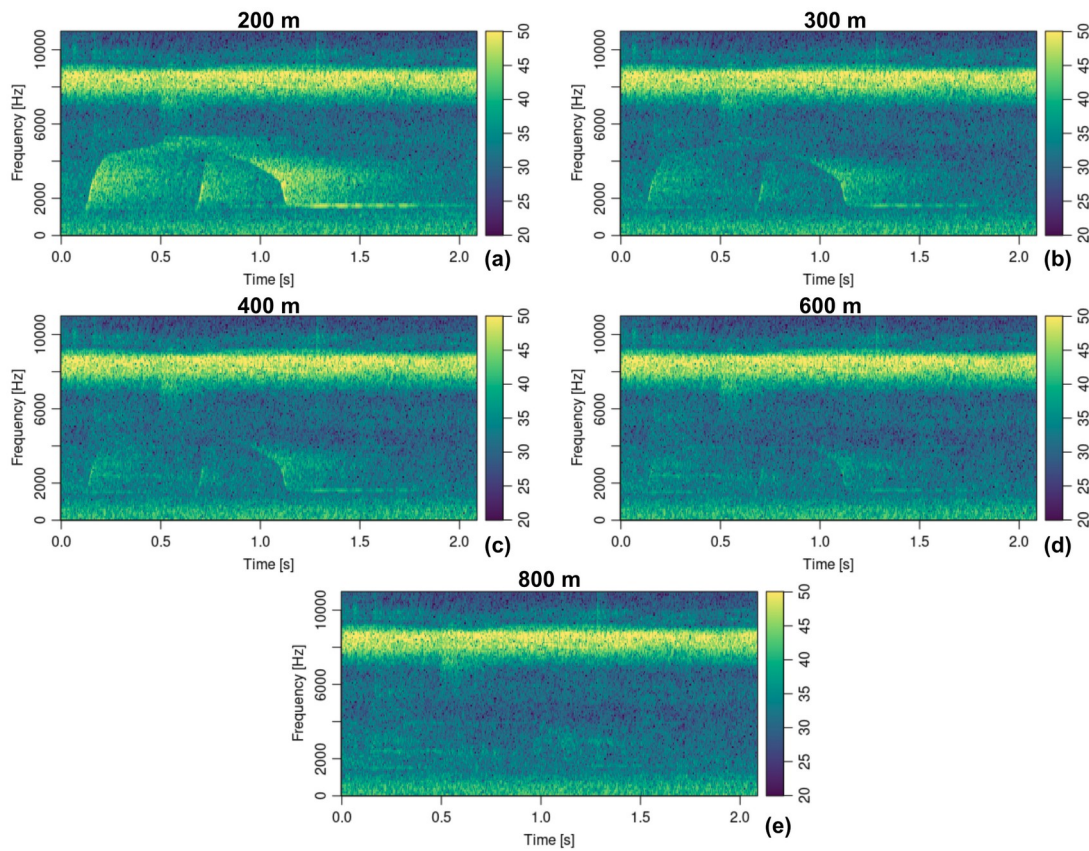 200 m
300 m
Frequency [Hz]
0 2000 6000 10000
20 25 30 35 40 45 50
0.0 0.5 1.0 1.5 2.0
Time [s]
(a)
Frequency [Hz]
0 2000 6000 10000
20 25 30 35 40 45 50
0.0 0.5 1.0 1.5 2.0
Time [s]
(b)
400 m
600 m
Frequency [Hz]
0 2000 6000 10000
20 25 30 35 40 45 50
0.0 0.5 1.0 1.5 2.0
Time [s]
(c)
Frequency [Hz]
0 2000 6000 10000
20 25 30 35 40 45 50
0.0 0.5 1.0 1.5 2.0
Time [s]
(d)
800 m
Frequency [Hz]
0 2000 6000 10000
20 25 30 35 40 45 50
0.0 0.5 1.0 1.5 2.0
Time [s]
(e)